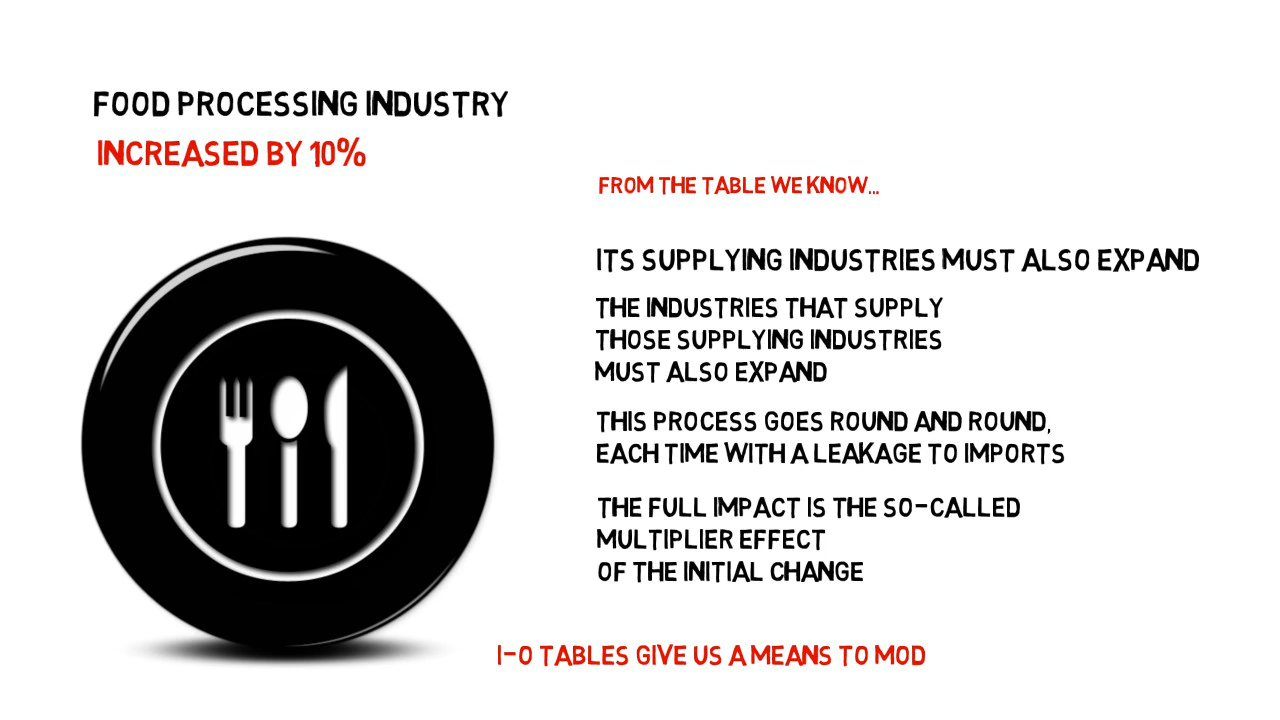 FOOD PROCESSING INDUSTRY
INCREASED BY 10%
FROM THE TABLE WE KNOW...
ITS SUPPLYING INDUSTRIES MUST ALSO EXPAND
THE INDUSTRIES THAT SUPPLY
THOSE SUPPLYING INDUSTRIES
MUST ALSO EXPAND
THIS PROCESS GOES ROUND AND ROUND,
EACH TIME WITH A LEAKAGE TO IMPORTS
THE FULL IMPACT IS THE SO-CALLED
MULTIPLIER EFFECT
OF THE INITIAL CHANGE
I-O TABLES GIVE US A MEANS TO MOD